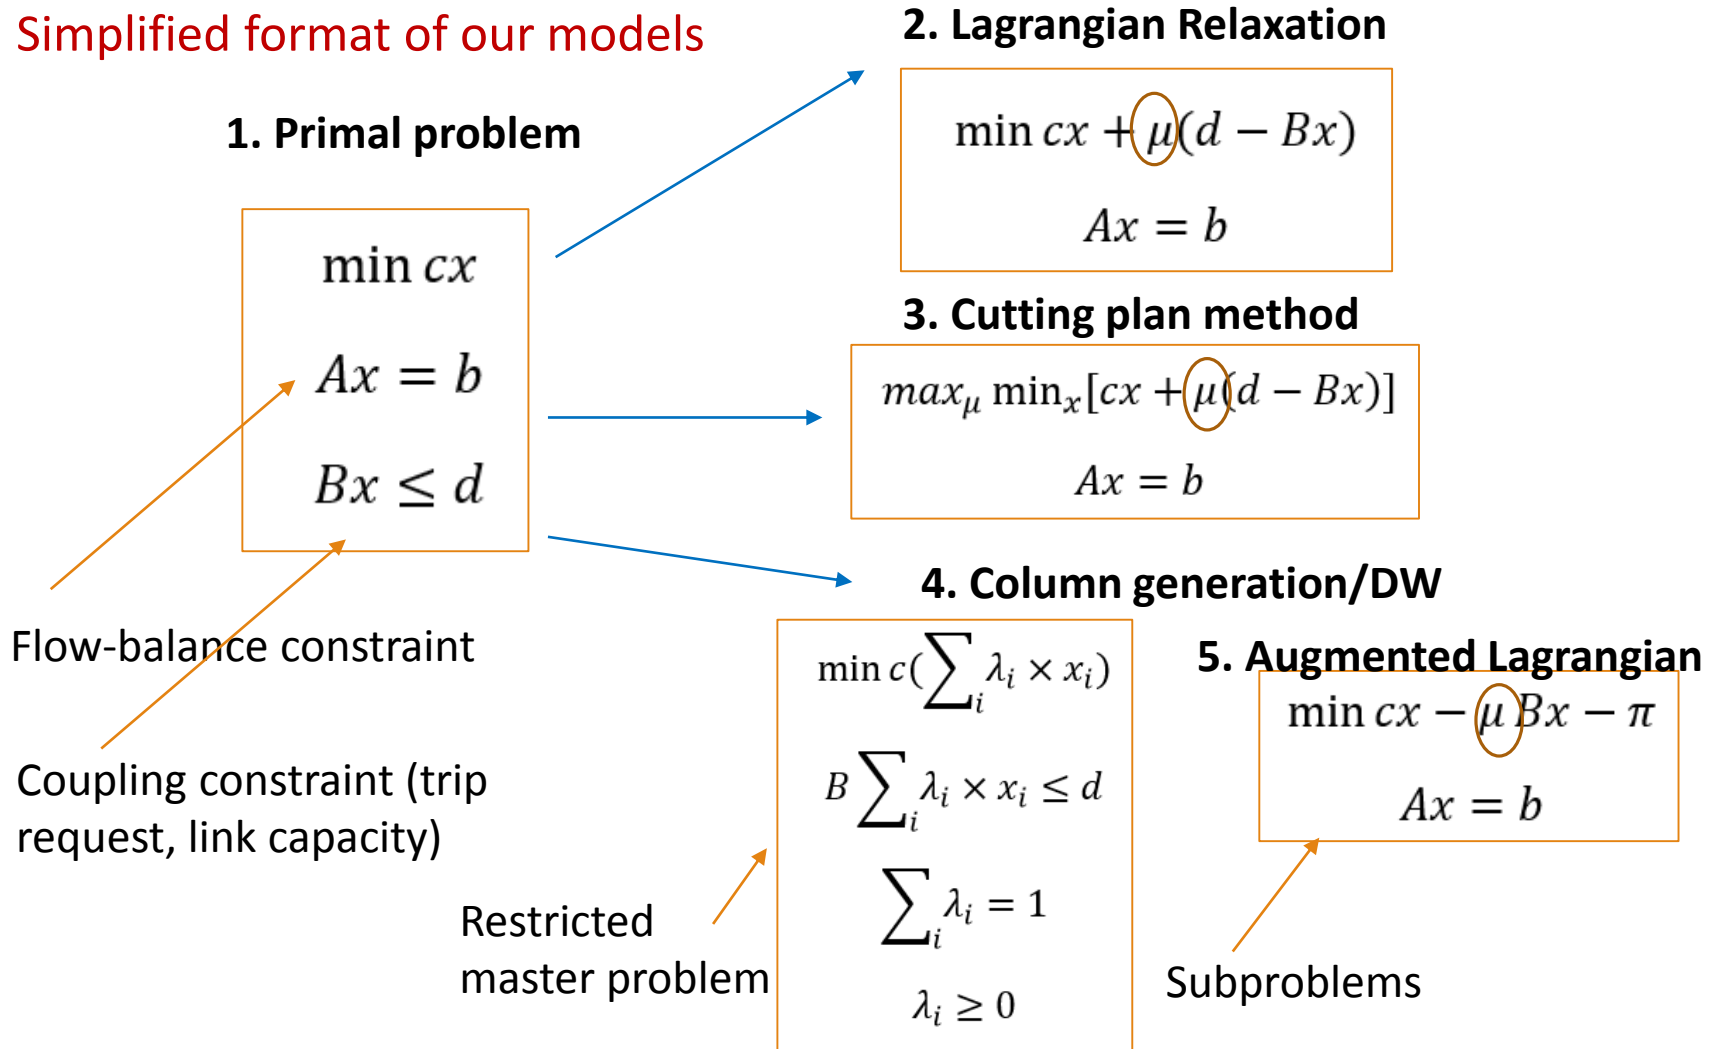 Simplified format of our models
1. Primal problem
min cx
Ax = b
Bx ≤ d
Flow-balance constraint
Coupling constraint (trip
request, link capacity)
2. Lagrangian Relaxation
min cx + μ(d − Bx)
Ax = b
3. Cutting plan method
max_μ min_x[cx + μ(d − Bx)]
Ax = b
4. Column generation/DW
min c(∑_i λ_i × x_i)
B ∑_i λ_i × x_i ≤ d
∑_i λ_i = 1
λ_i ≥ 0
Restricted
master problem
5. Augmented Lagrangian
min cx − μ Bx − π
Ax = b
Subproblems